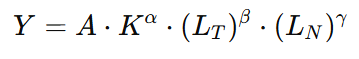 Y = A · K^α · (L_T)^β · (L_N)^γ